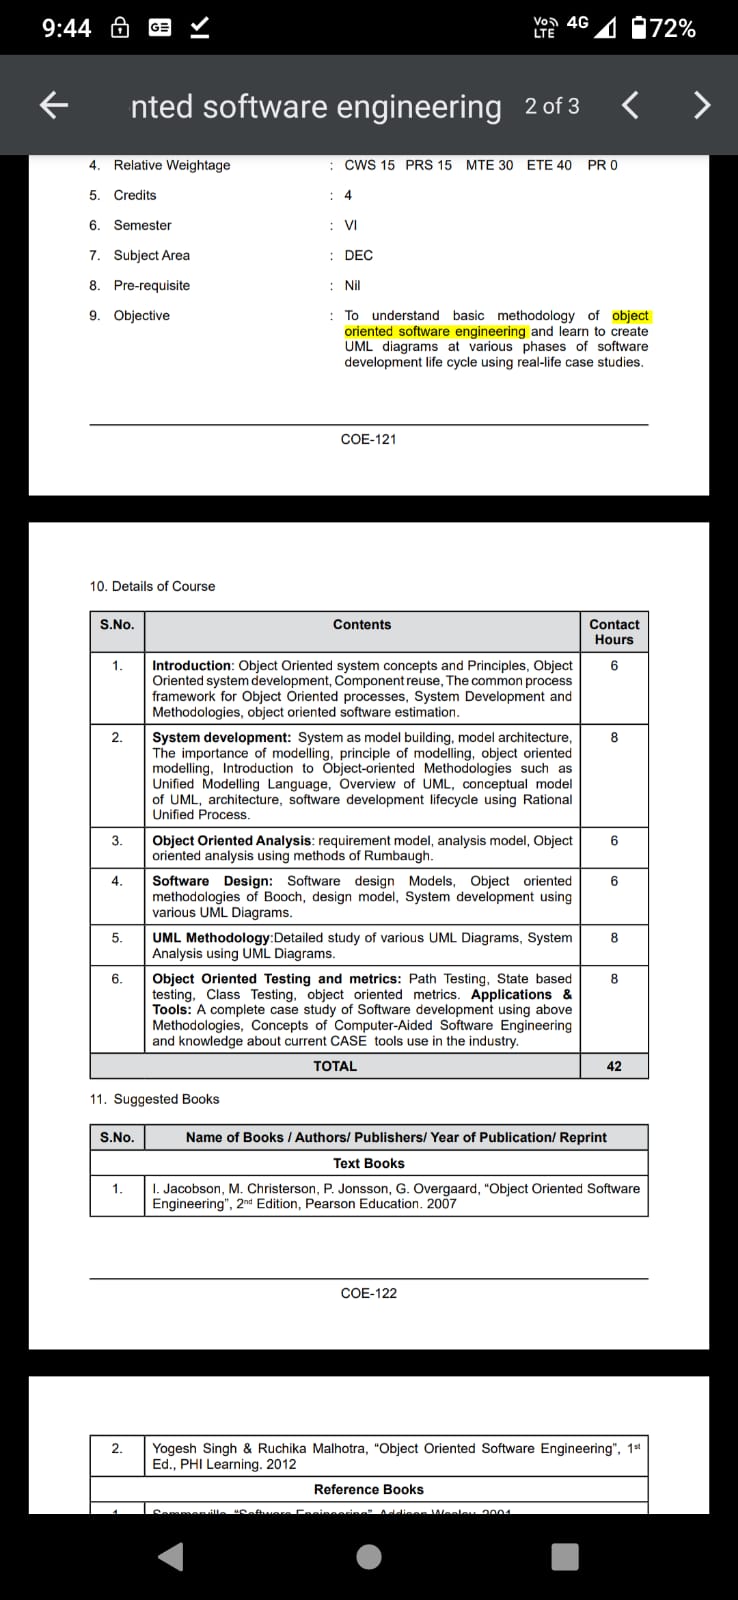 9:44 GE Vo LTE 4G 72%
nted software engineering 2 of 3
4. Relative Weightage : CWS 15 PRS 15 MTE 30 ETE 40 PR 0
5. Credits : 4
6. Semester : VI
7. Subject Area : DEC
8. Pre-requisite : Nil
9. Objective : To understand basic methodology of object
oriented software engineering and learn to create
UML diagrams at various phases of software
development life cycle using real-life case studies.
COE-121
10. Details of Course
S.No. Contents Contact
Hours
1. Introduction: Object Oriented system concepts and Principles, Object 6
Oriented system development, Component reuse, The common process
framework for Object Oriented processes, System Development and
Methodologies, object oriented software estimation.
2. System development: System as model building, model architecture, 8
The importance of modelling, principle of modelling, object oriented
modelling, Introduction to Object-oriented Methodologies such as
Unified Modelling Language, Overview of UML, conceptual model
of UML, architecture, software development lifecycle using Rational
Unified Process.
3. Object Oriented Analysis: requirement model, analysis model, Object 6
oriented analysis using methods of Rumbaugh.
4. Software Design: Software design Models, Object oriented 6
methodologies of Booch, design model, System development using
various UML Diagrams.
5. UML Methodology:Detailed study of various UML Diagrams, System 8
Analysis using UML Diagrams.
6. Object Oriented Testing and metrics: Path Testing, State based 8
testing, Class Testing, object oriented metrics. Applications &
Tools: A complete case study of Software development using above
Methodologies, Concepts of Computer-Aided Software Engineering
and knowledge about current CASE tools use in the industry.
TOTAL 42
11. Suggested Books
S.No. Name of Books / Authors/ Publishers/ Year of Publication/ Reprint
Text Books
1. I. Jacobson, M. Christerson, P. Jonsson, G. Overgaard, "Object Oriented Software
Engineering", 2nd Edition, Pearson Education. 2007
COE-122
2. Yogesh Singh & Ruchika Malhotra, "Object Oriented Software Engineering", 1st
Ed., PHI Learning. 2012
Reference Books
1. Sommerville, "Software Engineering", Addison Wesley, 2001